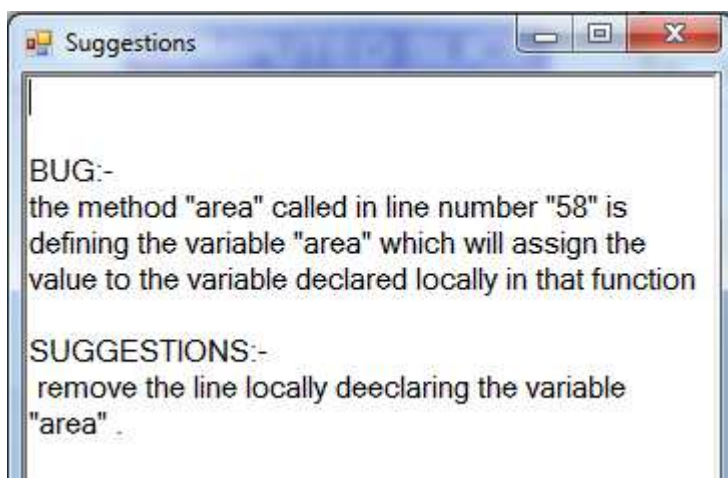 Suggestions
BUG:-
the method "area" called in line number "58" is
defining the variable "area" which will assign the
value to the variable declared locally in that function
SUGGESTIONS:-
remove the line locally deeclaring the variable
"area" .